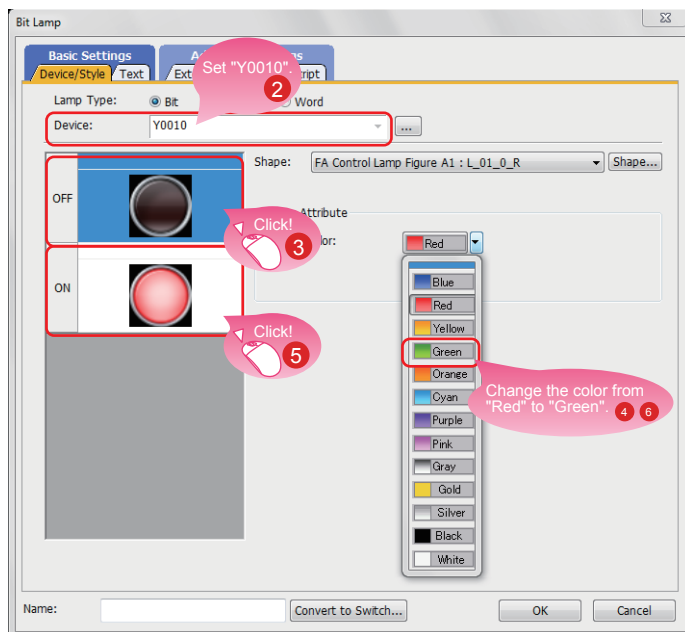 Bit Lamp
Basic Settings
Device/Style Text
Set "Y0010".
2
Lamp Type: Bit Word
Device: Y0010 ...
Shape: FA Control Lamp Figure A1 : L_01_0_R Shape...
OFF
Click!
3
Attribute
Red
ON
Click!
5
Blue
Red
Yellow
Green
Orange
Cyan
Purple
Pink
Gray
Gold
Silver
Black
White
Change the color from
"Red" to "Green". 4 6
Name: Convert to Switch... OK Cancel